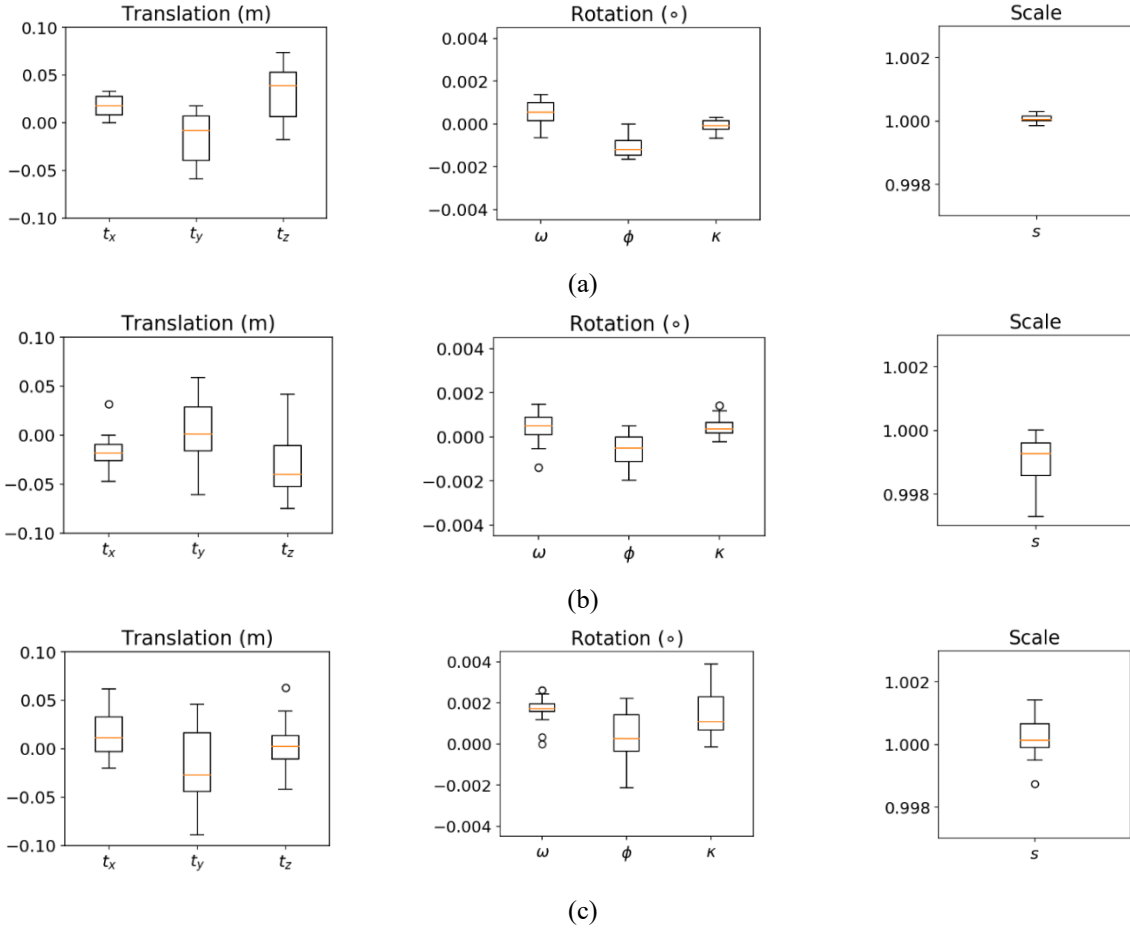 Translation (m)
0.10
0.05
0.00
−0.05
−0.10
t_x t_y t_z
Rotation (∘)
0.004
0.002
0.000
−0.002
−0.004
ω ϕ κ
Scale
1.002
1.000
0.998
s
(a)
Translation (m)
0.10
0.05
0.00
−0.05
−0.10
t_x t_y t_z
Rotation (∘)
0.004
0.002
0.000
−0.002
−0.004
ω ϕ κ
Scale
1.002
1.000
0.998
s
(b)
Translation (m)
0.10
0.05
0.00
−0.05
−0.10
t_x t_y t_z
Rotation (∘)
0.004
0.002
0.000
−0.002
−0.004
ω ϕ κ
Scale
1.002
1.000
0.998
s
(c)